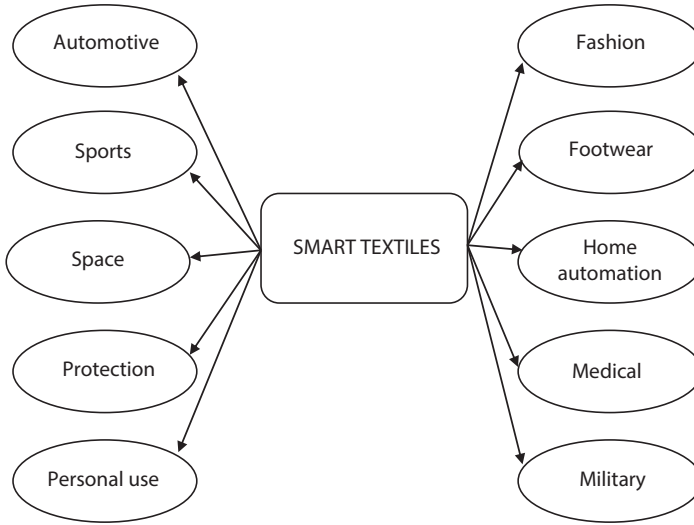 Automotive
Fashion
Sports
Footwear
SMART TEXTILES
Space
Home
automation
Protection
Medical
Personal use
Military